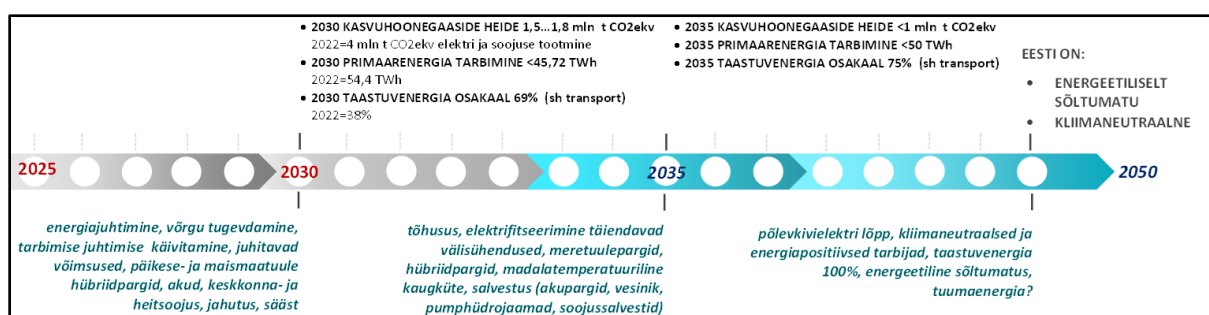 • 2030 KASVUHOONEGAASIDE HEIDE 1,5...1,8 mln t CO2ekv
2022=4 mln t CO2ekv elektri ja soojuse tootmine
• 2030 PRIMAARENERGIA TARBIMINE <45,72 TWh
2022=54,4 TWh
• 2030 TAASTUVENERGIA OSAKAAL 69% (sh transport)
2022=38%
• 2035 KASVUHOONEGAASIDE HEIDE <1 mln t CO2ekv
• 2035 PRIMAARENERGIA TARBIMINE <50 TWh
• 2035 TAASTUVENERGIA OSAKAAL 75% (sh transport)
EESTI ON:
• ENERGEETILISELT
SÕLTUMATU
• KLIIMANEUTRAALNE
2025
2030
2035
2050
energiajuhtimine, võrgu tugevdamine,
tarbimise juhtimise käivitamine, juhitavad
võimsused, päikese- ja maismaatuule
hübriidpargid, akud, keskkonna- ja
heitsoojus, jahutus, sääst
tõhusus, elektrifitseerimine täiendavad
välisühendused, meretuulepargid,
hübriidpargid, madalatemperatuuriline
kaugküte, salvestus (akupargid, vesinik,
pumphüdrojaamad, soojussalvestid)
põlevkivielektri lõpp, kliimaneutraalsed ja
energiapositiivsed tarbijad, taastuvenergia
100%, energeetiline sõltumatus,
tuumaenergia?